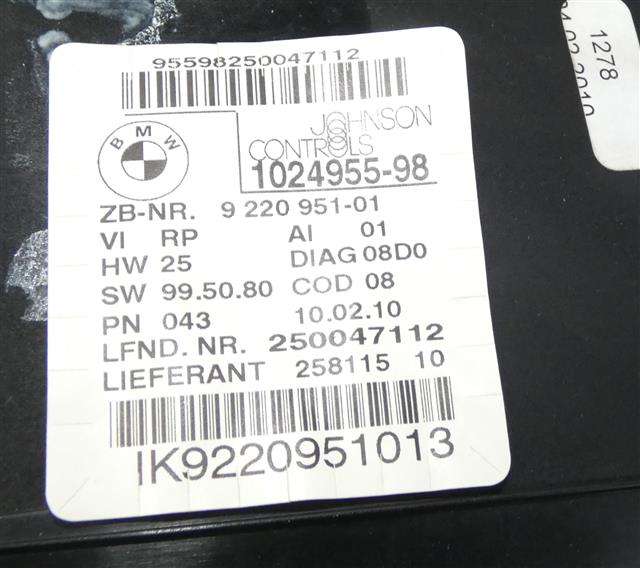 95598250047112
BMW
JOHNSON
CONTROLS
1024955-98
ZB-NR. 9 220 951-01
VI RP AI 01
HW 25 DIAG 08D0
SW 99.50.80 COD 08
PN 043 10.02.10
LFND. NR. 250047112
LIEFERANT 258115 10
IK9220951013
1278